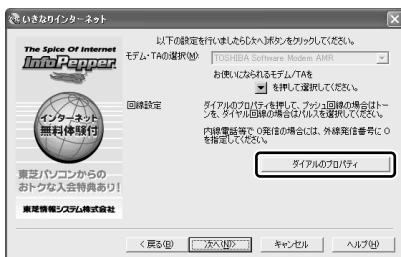 いきなりインターネット
以下の設定を行いましたら[次へ]ボタンをクリックしてください。
The Spice Of Internet
InfoPepper
インターネット
無料体験付
東芝パソコンからの
おトクな入会特典あり!
東芝情報システム株式会社
モデム・TAの選択(M)
TOSHIBA Software Modem AMR
お使いになられるモデム/TAを
▼ を押して選択してください。
回線設定
ダイアルのプロパティを押して、プッシュ回線の場合はトー
ンを、ダイヤル回線の場合はパルスを選択してください。
内線電話等で 0発信の場合には、外線発信番号に 0
を指定してください。
ダイアルのプロパティ
< 戻る(B)
次へ(N) >
キャンセル
ヘルプ(H)